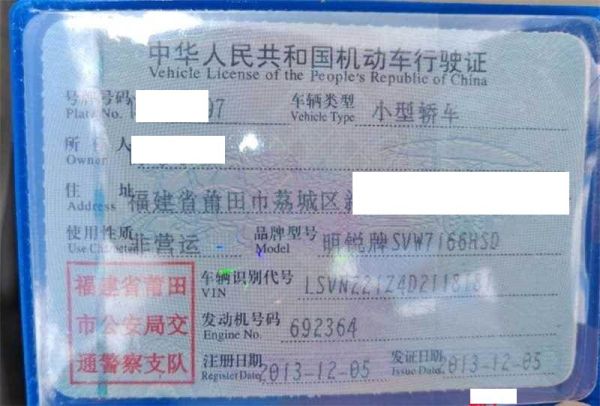 中华人民共和国机动车行驶证
Vehicle License of the People's Republic of China
号牌号码 07 车辆类型 小型轿车
Plate No. Vehicle Type
所有人
Owner
住址 福建省莆田市荔城区新
Address
使用性质 非营运 品牌型号 明锐牌SVW7166HSD
Use Character Model
福建省莆田
市公安局交
通警察支队
车辆识别代号 LSVNZ21Z4D2118
VIN
发动机号码 692364
Engine No.
注册日期 2013-12-05 发证日期 2013-12-05
Register Date Issue Date